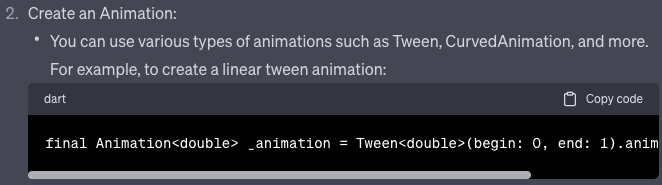 2. Create an Animation:
• You can use various types of animations such as Tween, CurvedAnimation, and more.
For example, to create a linear tween animation:
dart Copy code
final Animation<double> _animation = Tween<double>(begin: 0, end: 1).anim